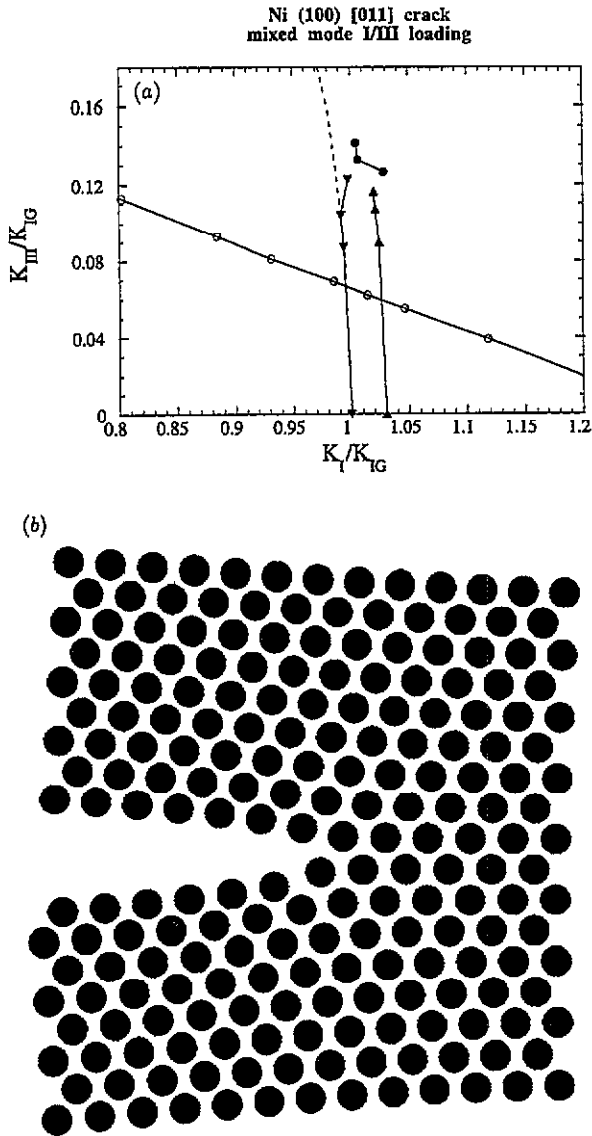 Ni (100) [011] crack
mixed mode I/III loading
(a)
0.16
0.12
0.08
0.04
0
K_III/K_IG
0.8 0.85 0.9 0.95 1 1.05 1.1 1.15 1.2
K_I/K_IG
(b)